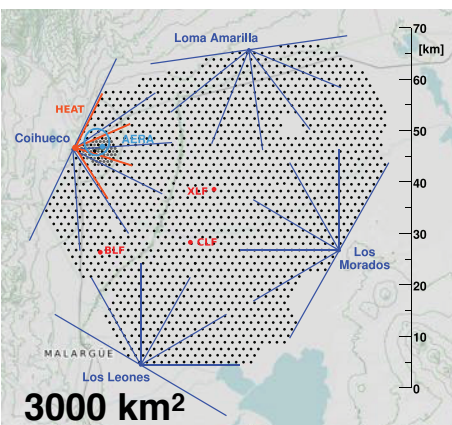 Loma Amarilla
70
[km]
60
HEAT
50
Coihueco
AERA
40
XLF
30
CLF
BLF
Los
Morados
20
10
MALARGUE
Los Leones
0
3000 km²